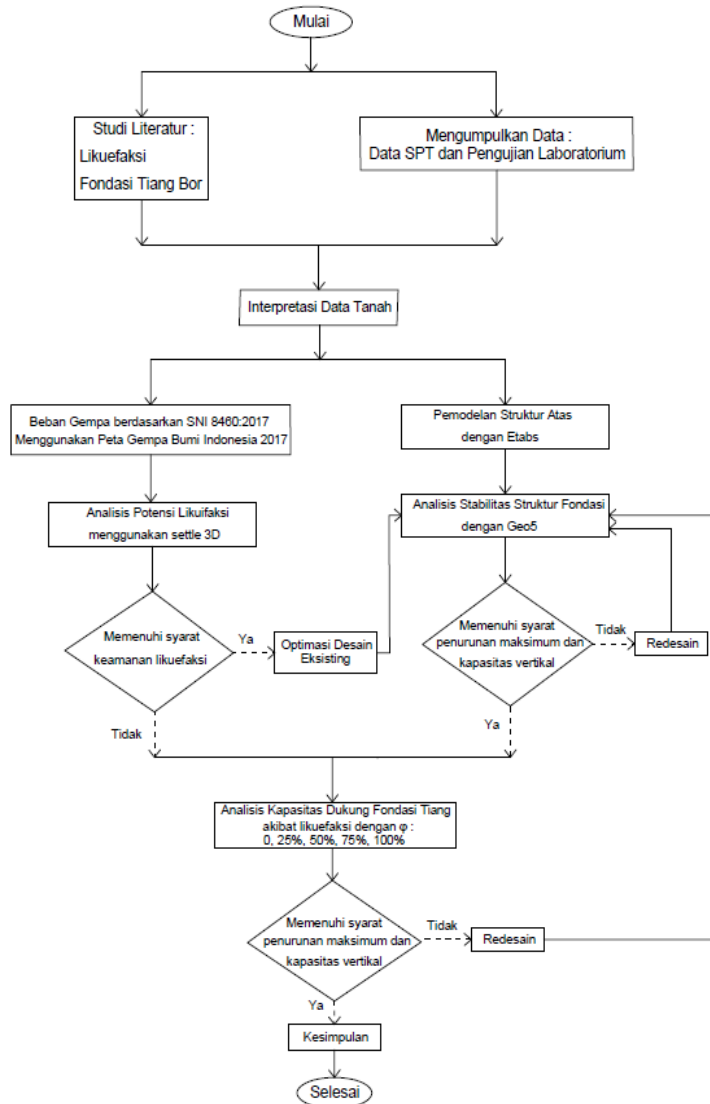 Mulai
Studi Literatur :
Likuefaksi
Fondasi Tiang Bor
Mengumpulkan Data :
Data SPT dan Pengujian Laboratorium
Interpretasi Data Tanah
Beban Gempa berdasarkan SNI 8460:2017
Menggunakan Peta Gempa Bumi Indonesia 2017
Pemodelan Struktur Atas
dengan Etabs
Analisis Potensi Likuifaksi
menggunakan settle 3D
Analisis Stabilitas Struktur Fondasi
dengan Geo5
Memenuhi syarat
keamanan likuefaksi
Ya
Optimasi Desain
Eksisting
Memenuhi syarat
penurunan maksimum dan
kapasitas vertikal
Tidak
Redesain
Tidak
Ya
Analisis Kapasitas Dukung Fondasi Tiang
akibat likuefaksi dengan φ :
0, 25%, 50%, 75%, 100%
Memenuhi syarat
penurunan maksimum dan
kapasitas vertikal
Tidak
Redesain
Ya
Kesimpulan
Selesai